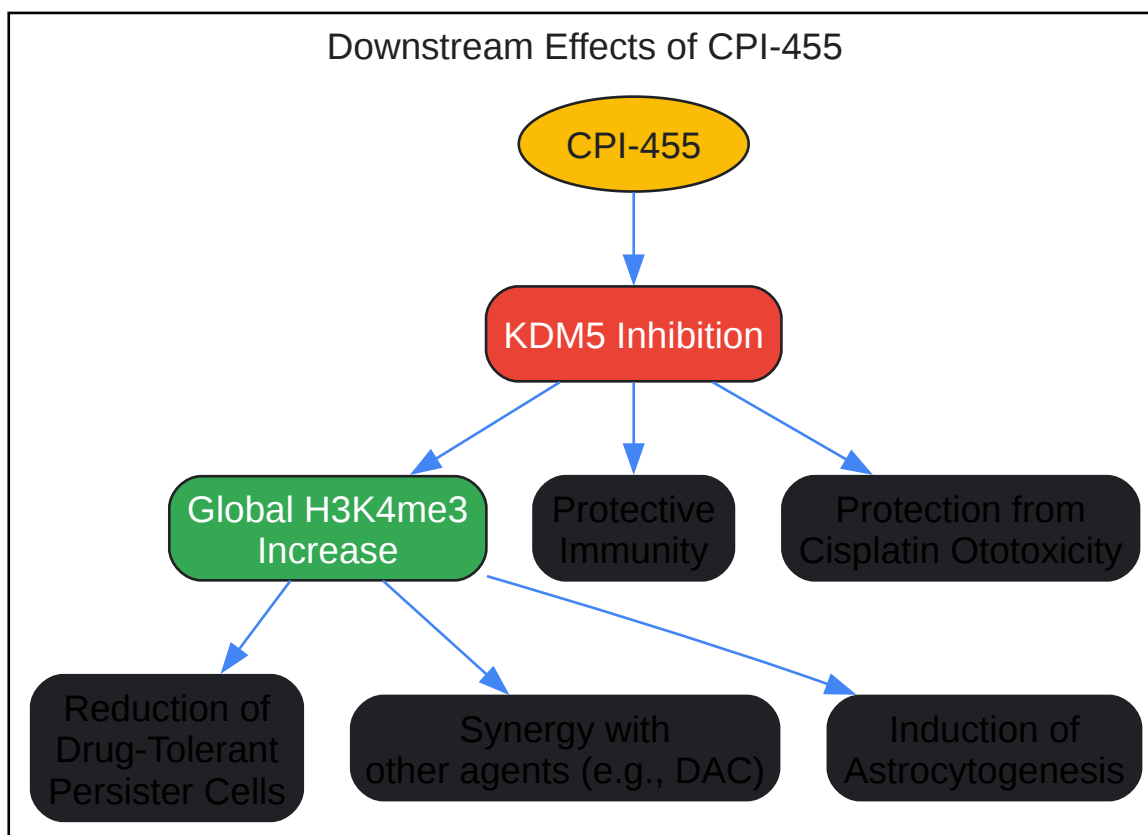 Downstream Effects of CPI-455
CPI-455
KDM5 Inhibition
Global H3K4me3
Increase
Protective
Immunity
Protection from
Cisplatin Ototoxicity
Reduction of
Drug-Tolerant
Persister Cells
Synergy with
other agents (e.g., DAC)
Induction of
Astrocytogenesis